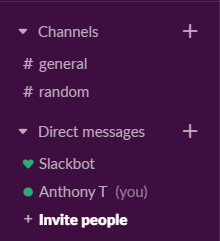 Channels
# general
# random
Direct messages
Slackbot
Anthony T (you)
+ Invite people